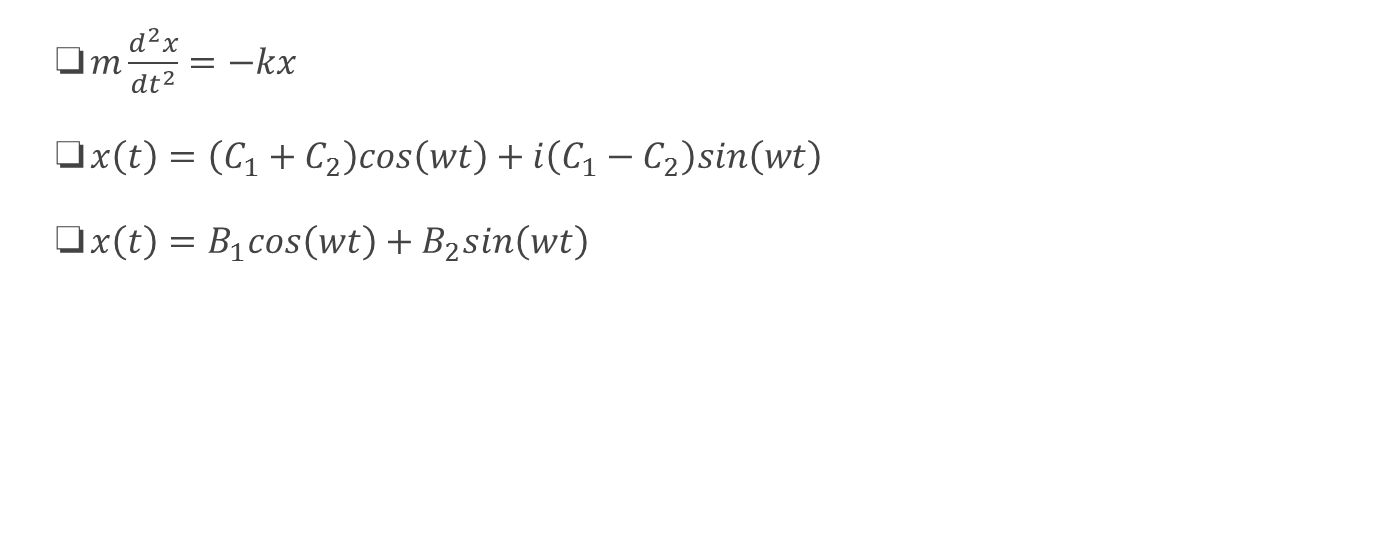 ❑ m d²x/dt² = −kx
❑ x(t) = (C₁ + C₂)cos(wt) + i(C₁ − C₂)sin(wt)
❑ x(t) = B₁cos(wt) + B₂sin(wt)